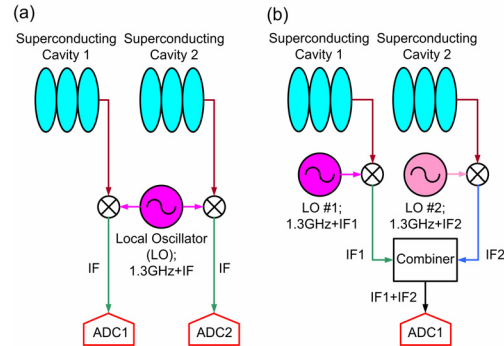 (a)
Superconducting
Cavity 1
Superconducting
Cavity 2
Local Oscillator
(LO);
1.3GHz+IF
IF
IF
ADC1
ADC2
(b)
Superconducting
Cavity 1
Superconducting
Cavity 2
LO #1;
1.3GHz+IF1
LO #2;
1.3GHz+IF2
IF1
Combiner
IF2
IF1+IF2
ADC1